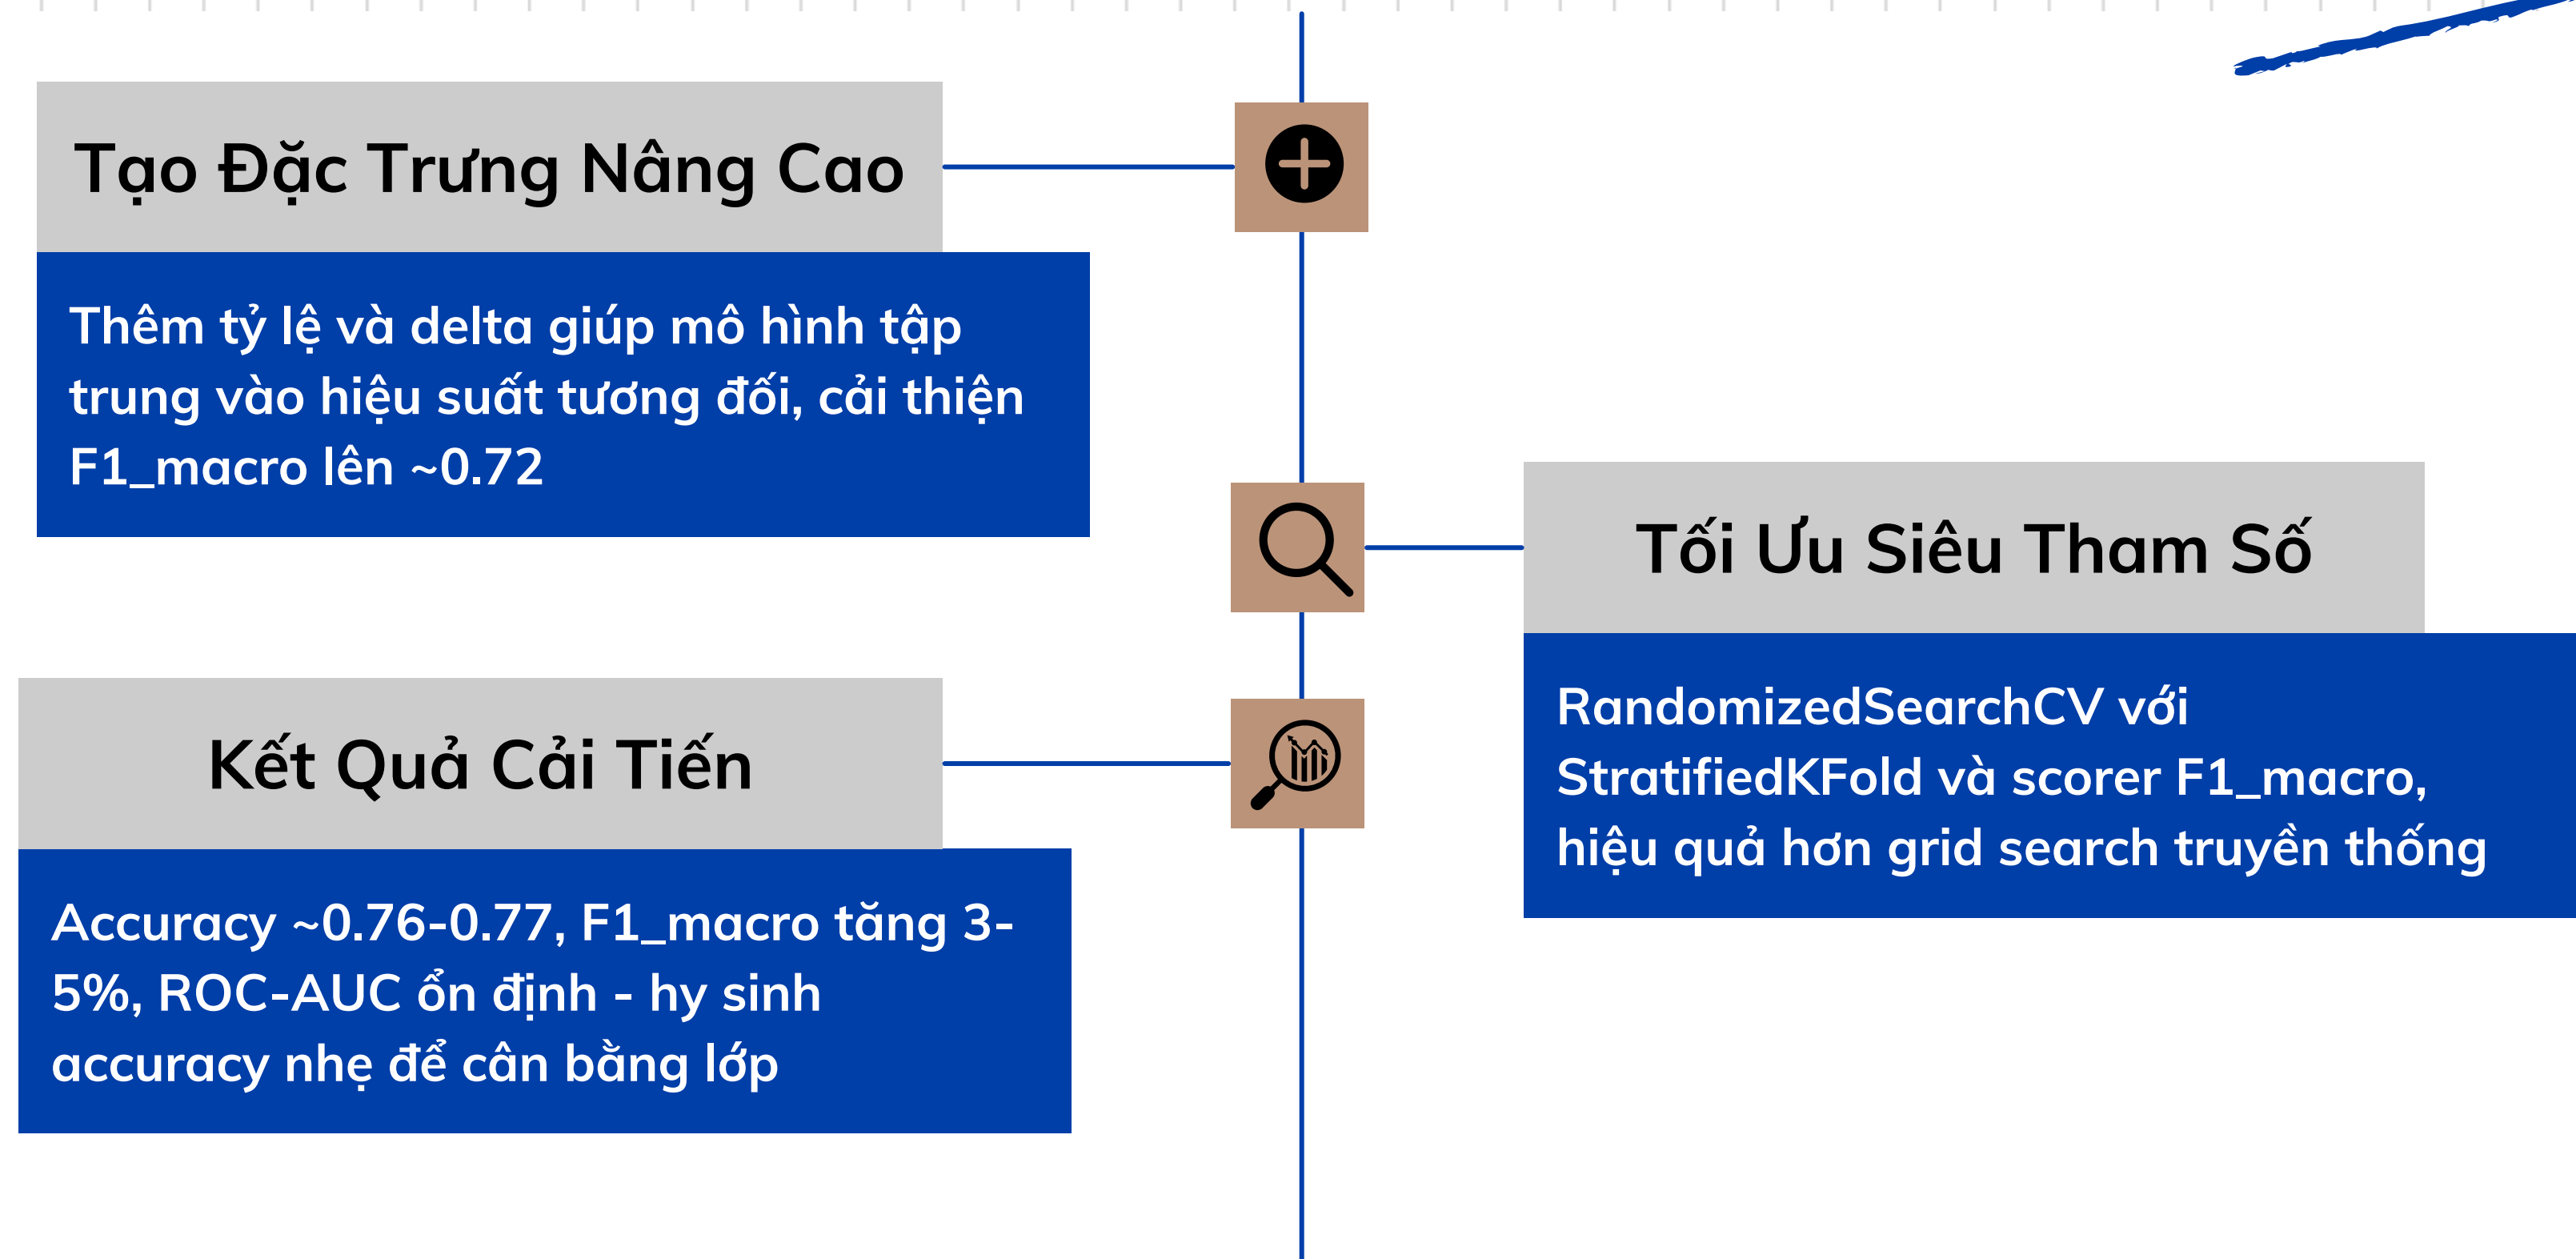 Tạo Đặc Trưng Nâng Cao
Thêm tỷ lệ và delta giúp mô hình tập
trung vào hiệu suất tương đối, cải thiện
F1_macro lên ~0.72
Tối Ưu Siêu Tham Số
RandomizedSearchCV với
StratifiedKFold và scorer F1_macro,
hiệu quả hơn grid search truyền thống
Kết Quả Cải Tiến
Accuracy ~0.76-0.77, F1_macro tăng 3-
5%, ROC-AUC ổn định - hy sinh
accuracy nhẹ để cân bằng lớp